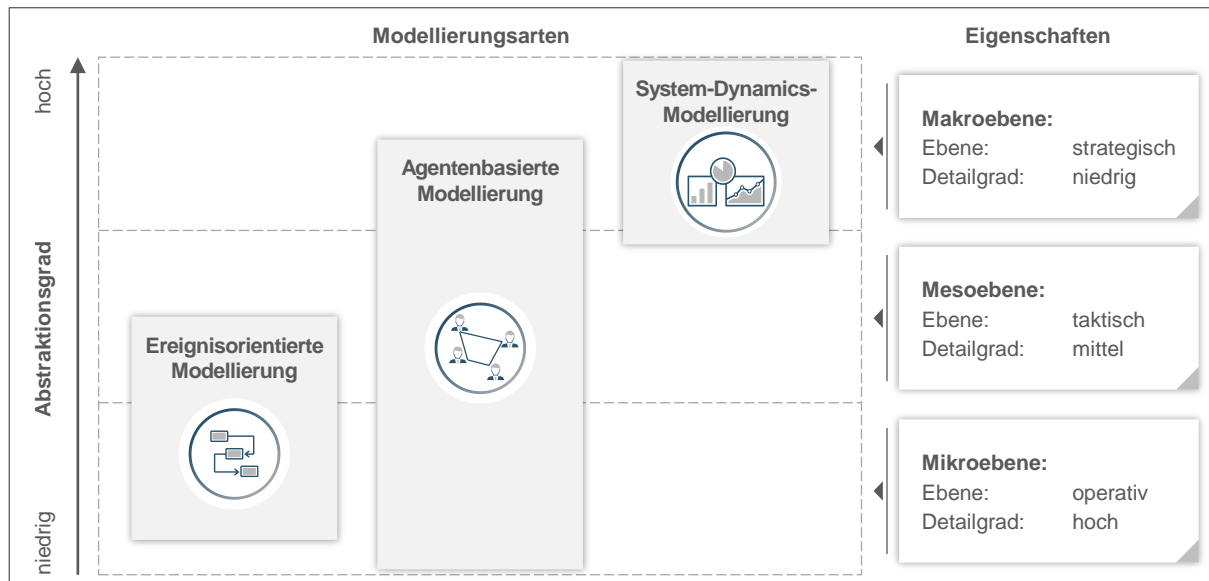 Modellierungsarten
Eigenschaften
hoch
Abstraktionsgrad
niedrig
System-Dynamics-
Modellierung
Agentenbasierte
Modellierung
Ereignisorientierte
Modellierung
Makroebene:
Ebene: strategisch
Detailgrad: niedrig
Mesoebene:
Ebene: taktisch
Detailgrad: mittel
Mikroebene:
Ebene: operativ
Detailgrad: hoch